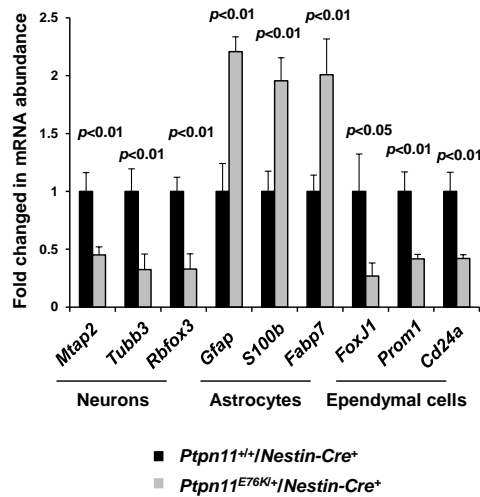 Fold changed in mRNA abundance
2.5
2
1.5
1
0.5
0
p<0.01
p<0.01
p<0.01
p<0.01
p<0.01
p<0.01
p<0.05
p<0.01
p<0.01
Mtap2
Tubb3
Rbfox3
Gfap
S100b
Fabp7
FoxJ1
Prom1
Cd24a
Neurons
Astrocytes
Ependymal cells
Ptpn11+/+/Nestin-Cre+
Ptpn11E76K/+/Nestin-Cre+